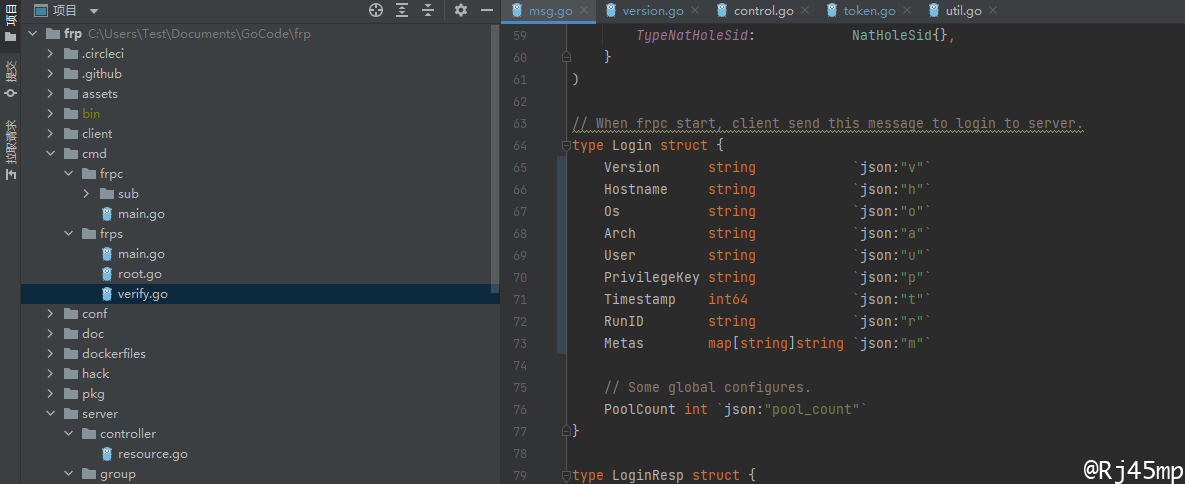 项目
提交
拉取请求
项目
frp C:\Users\Test\Documents\GoCode\frp
.circleci
.github
assets
bin
client
cmd
frpc
sub
main.go
frps
main.go
root.go
verify.go
conf
doc
dockerfiles
hack
pkg
server
controller
resource.go
group
msg.go version.go control.go token.go util.go
59 TypeNatHoleSid: NatHoleSid{},
60 }
61 )
62
63 // When frpc start, client send this message to login to server.
64 type Login struct {
65 Version string `json:"v"`
66 Hostname string `json:"h"`
67 Os string `json:"o"`
68 Arch string `json:"a"`
69 User string `json:"u"`
70 PrivilegeKey string `json:"p"`
71 Timestamp int64 `json:"t"`
72 RunID string `json:"r"`
73 Metas map[string]string `json:"m"`
74
75 // Some global configures.
76 PoolCount int `json:"pool_count"`
77 }
78
79 type LoginResp struct {
@Rj45mp